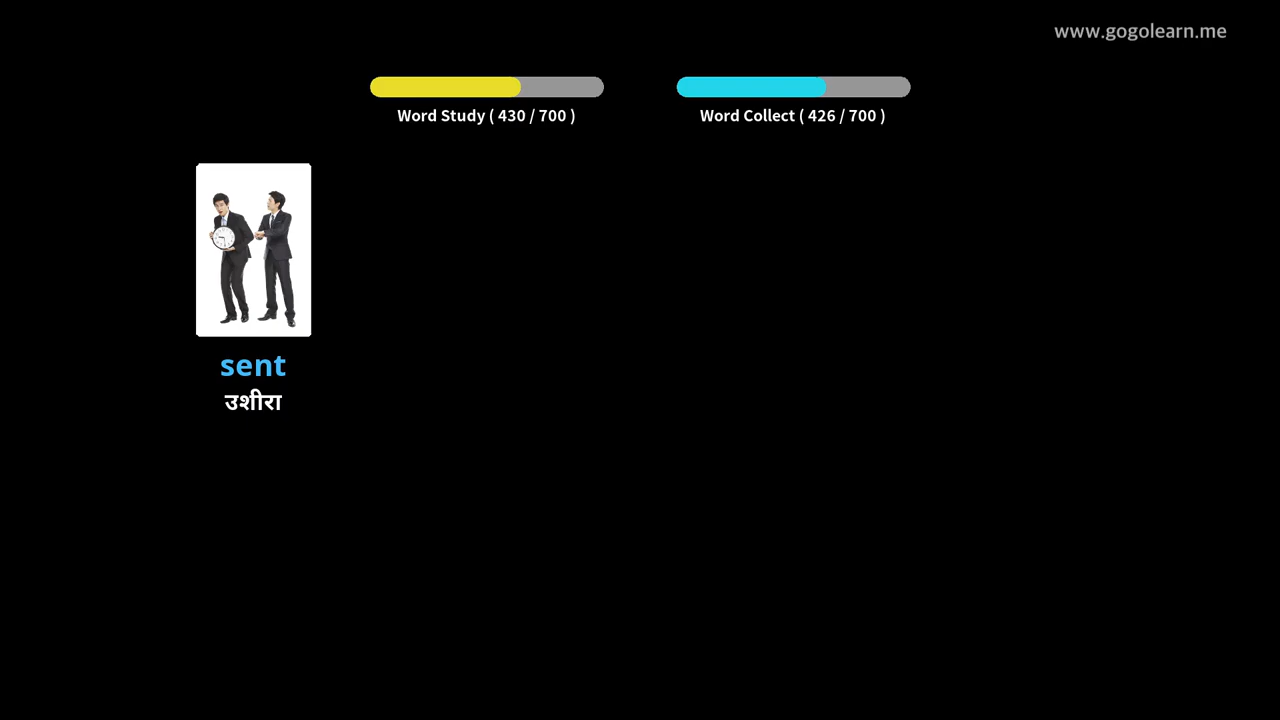 www.gogolearn.me
Word Study ( 430 / 700 )
Word Collect ( 426 / 700 )
sent
उशीरा